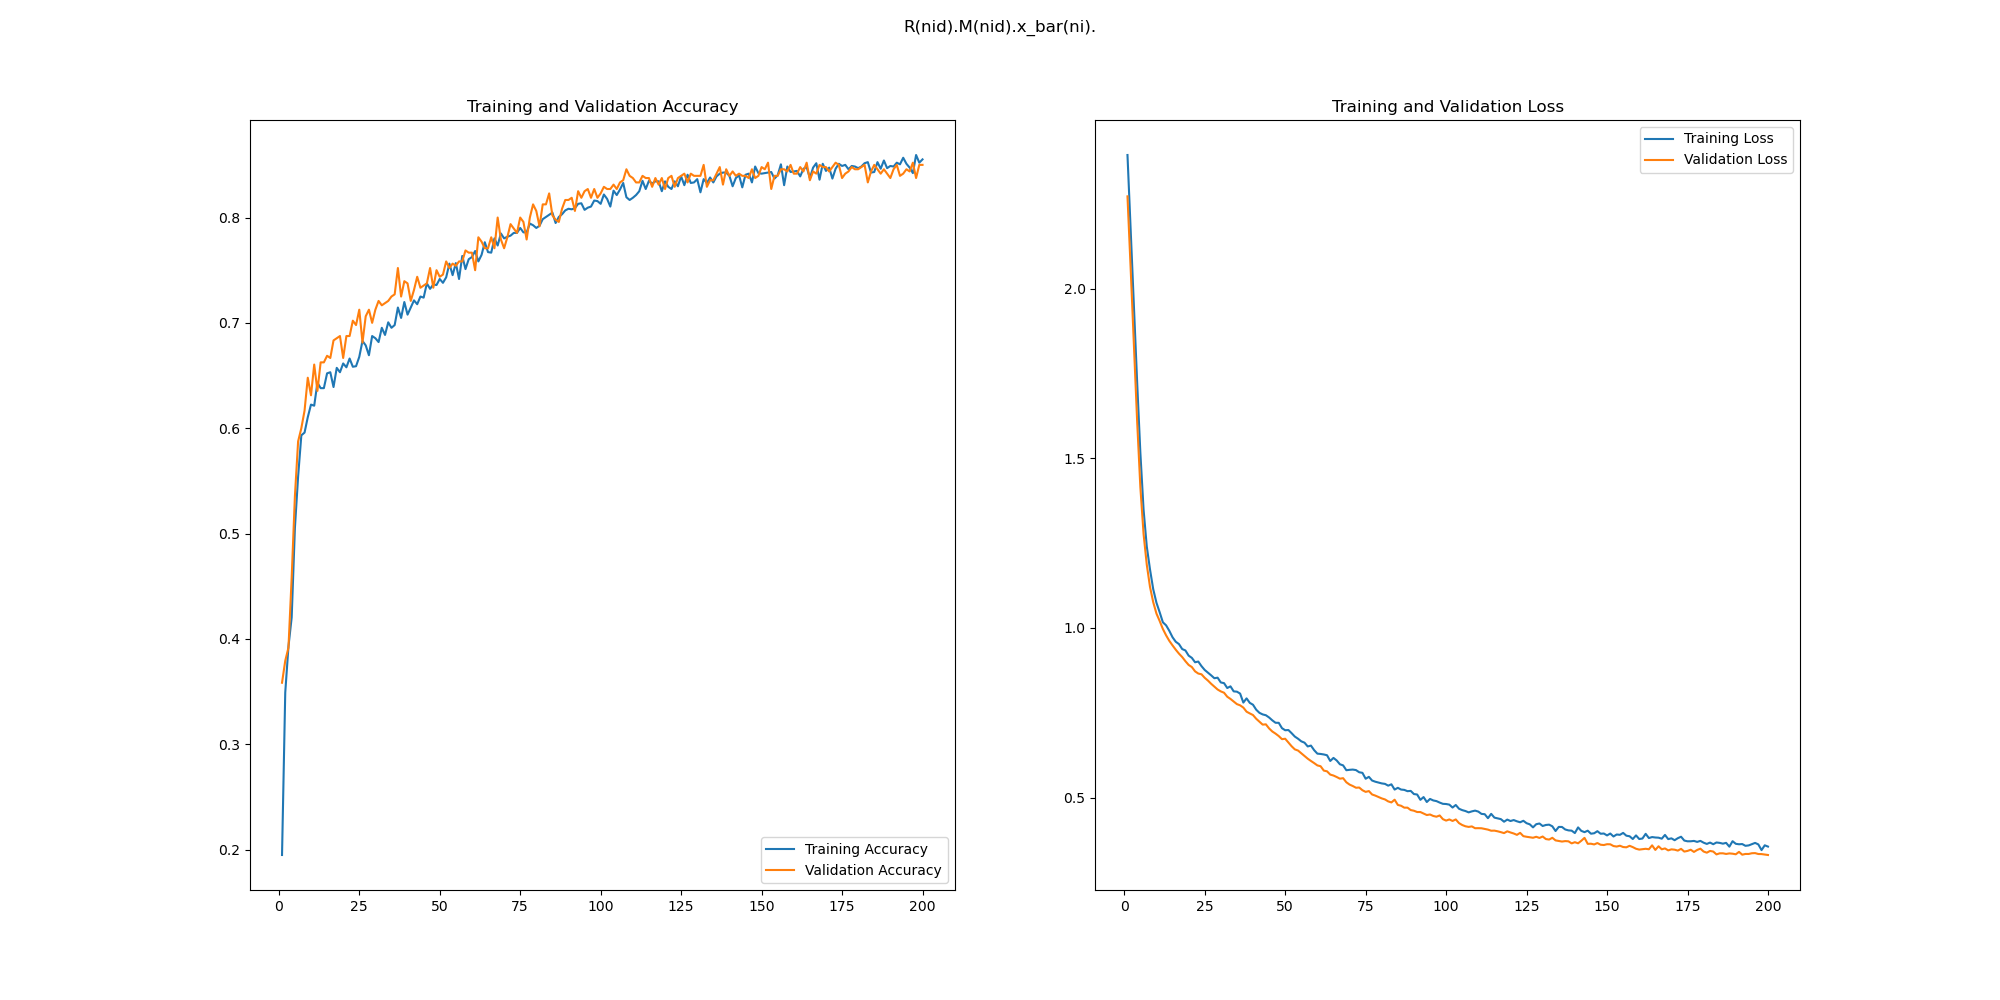 R(nid).M(nid).x_bar(ni).
Training and Validation Accuracy
0.8
0.7
0.6
0.5
0.4
0.3
0.2
Training Accuracy
Validation Accuracy
0 25 50 75 100 125 150 175 200
Training and Validation Loss
Training Loss
Validation Loss
2.0
1.5
1.0
0.5
0 25 50 75 100 125 150 175 200